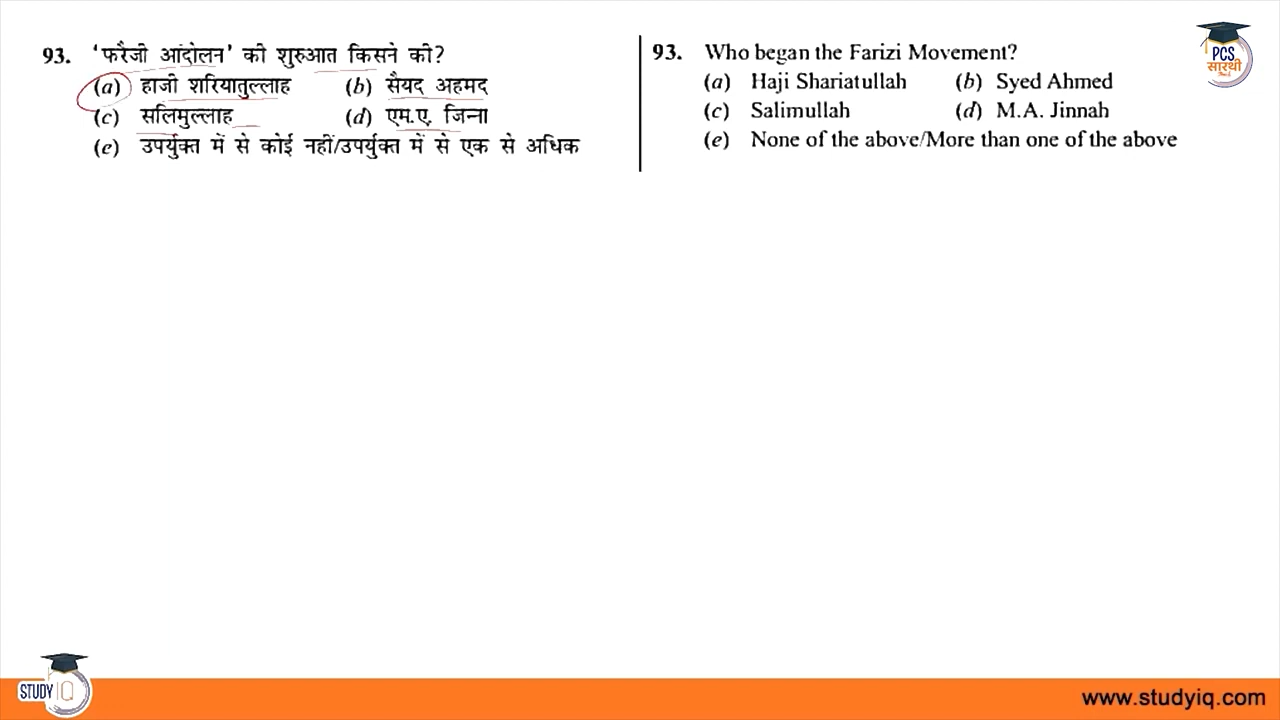 93. ‘फरैजी आंदोलन’ की शुरुआत किसने की?
(a) हाजी शरियातुल्लाह (b) सैयद अहमद
(c) सलिमुल्लाह (d) एम.ए. जिन्ना
(e) उपर्युक्त में से कोई नहीं/उपर्युक्त में से एक से अधिक
93. Who began the Farizi Movement?
(a) Haji Shariatullah (b) Syed Ahmed
(c) Salimullah (d) M.A. Jinnah
(e) None of the above/More than one of the above
PCS
सारथी
STUDY IQ
www.studyiq.com